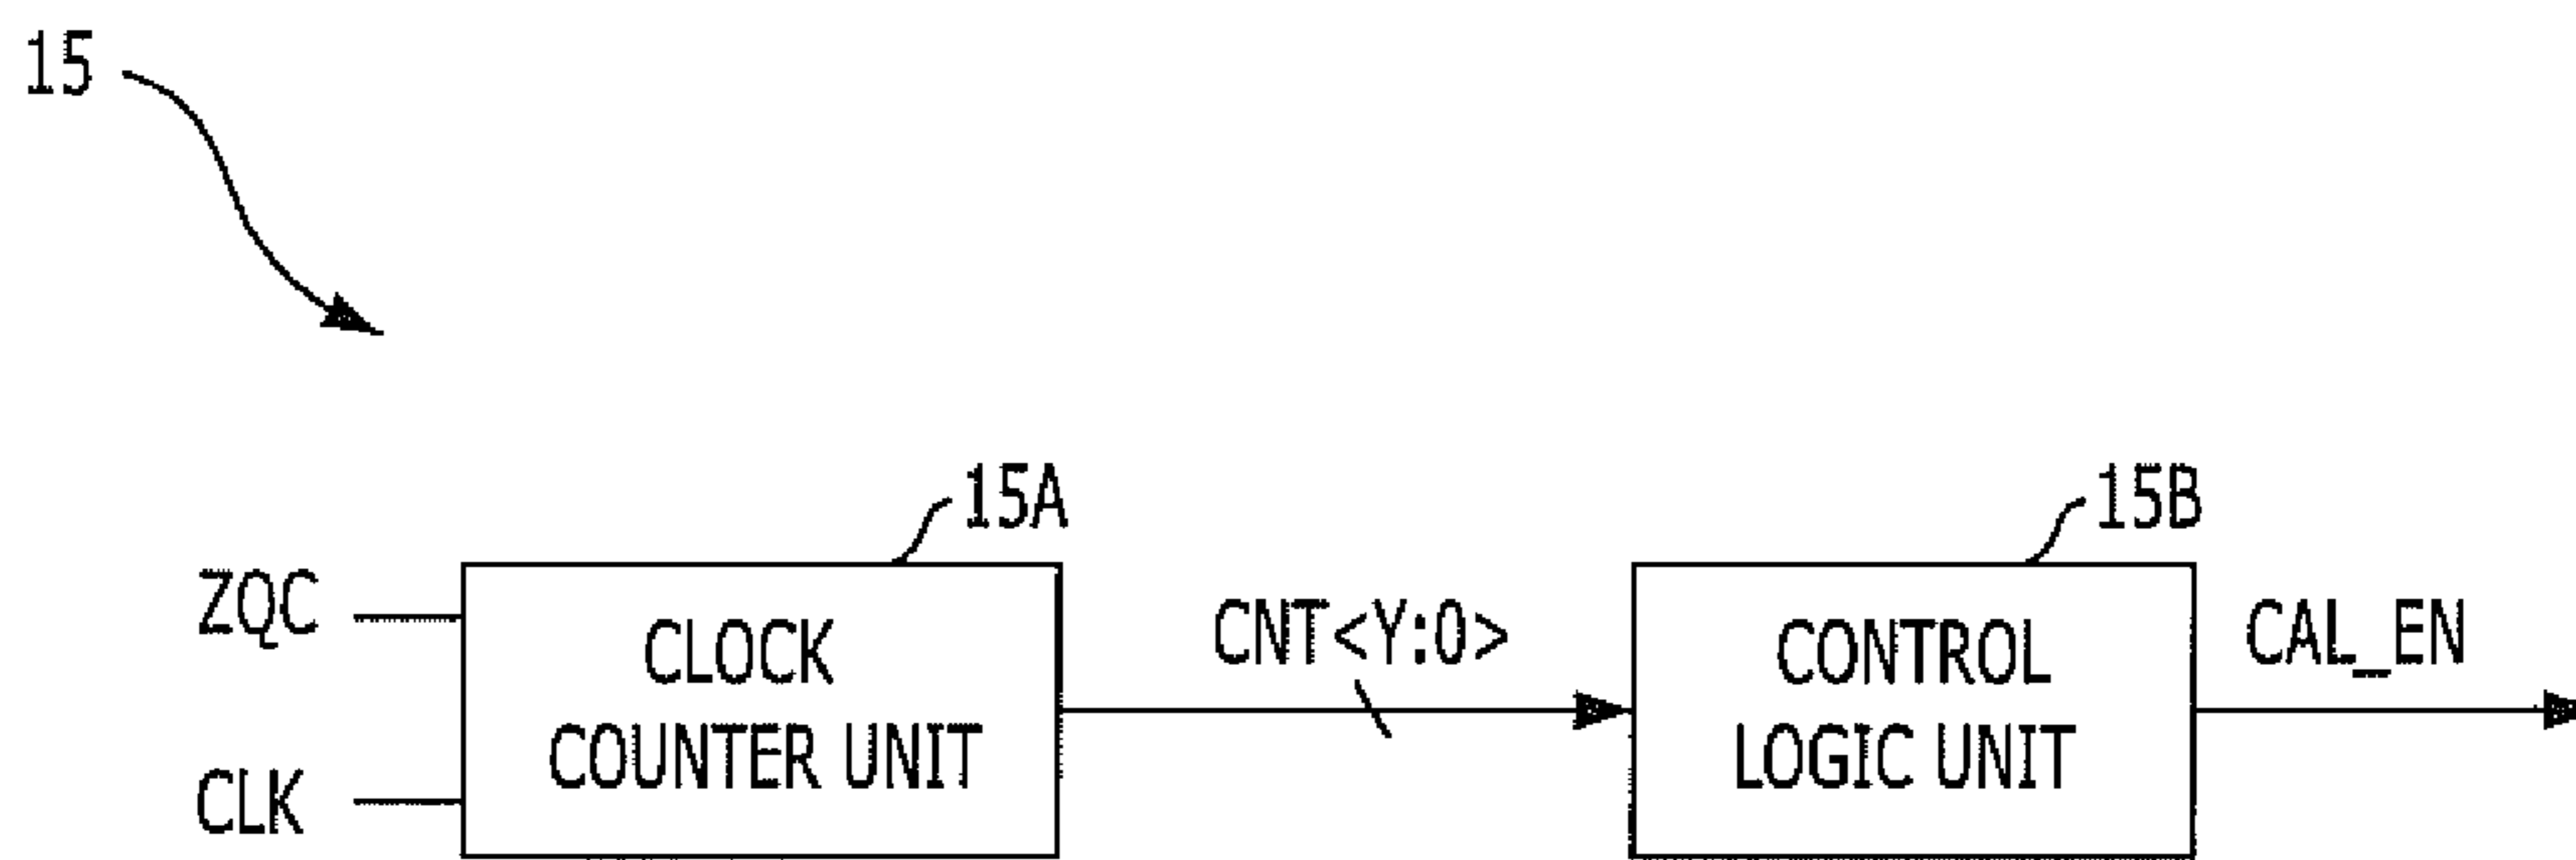 15
15A
15B
ZQC
CLK
CLOCK
COUNTER UNIT
CNT<Y:0>
CONTROL
LOGIC UNIT
CAL_EN